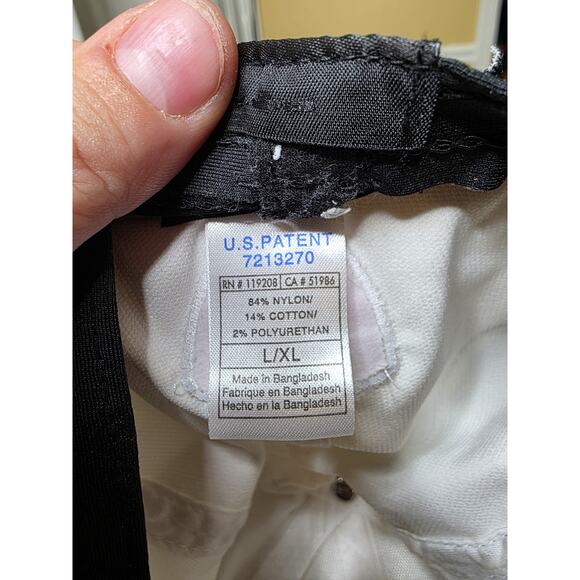 U.S.PATENT
7213270
RN # 119208 CA # 51986
84% NYLON/
14% COTTON/
2% POLYURETHAN
L/XL
Made in Bangladesh
Fabrique en Bangladesh
Hecho en la Bangladesh